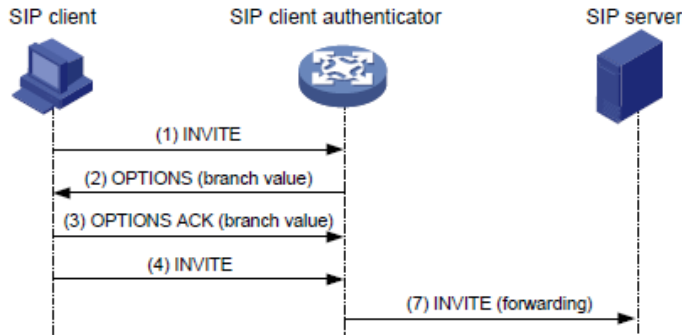 SIP client
SIP client authenticator
SIP server
(1) INVITE
(2) OPTIONS (branch value)
(3) OPTIONS ACK (branch value)
(4) INVITE
(7) INVITE (forwarding)